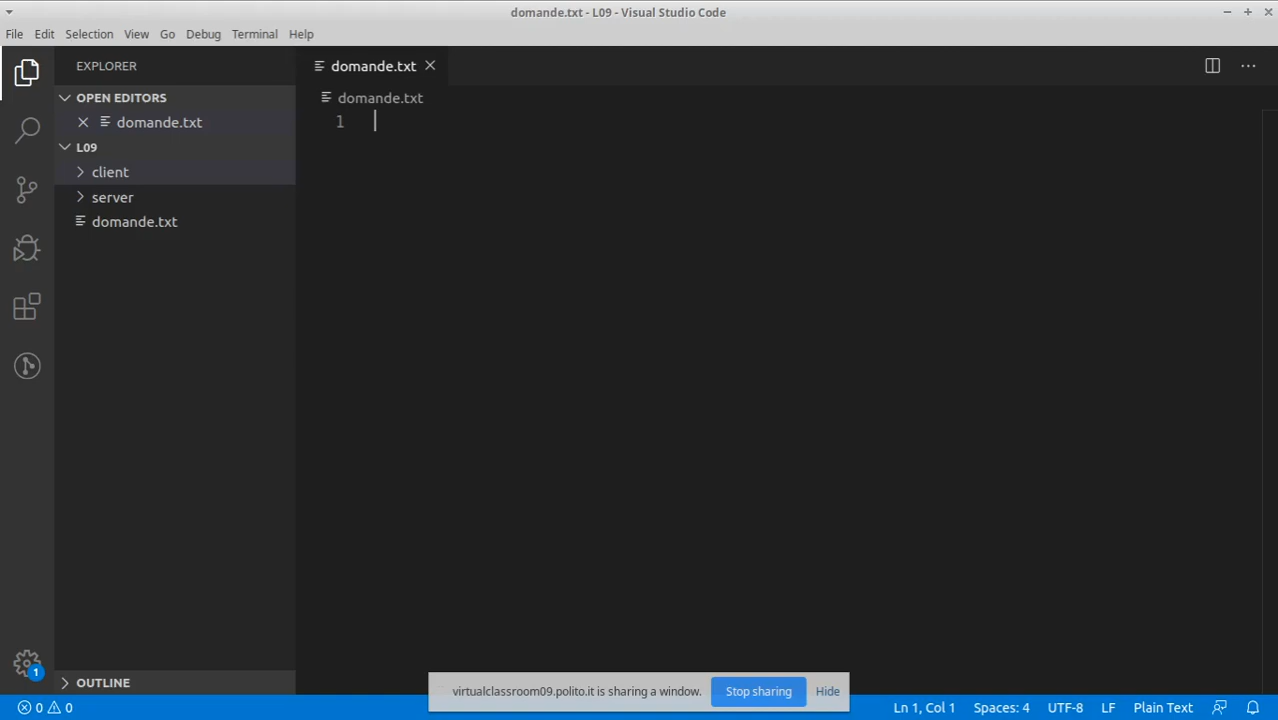 domande.txt - L09 - Visual Studio Code
File Edit Selection View Go Debug Terminal Help
EXPLORER
OPEN EDITORS
domande.txt
L09
client
server
domande.txt
OUTLINE
domande.txt
domande.txt
1
virtualclassroom09.polito.it is sharing a window. Stop sharing Hide
1
0 0 Ln 1, Col 1 Spaces: 4 UTF-8 LF Plain Text